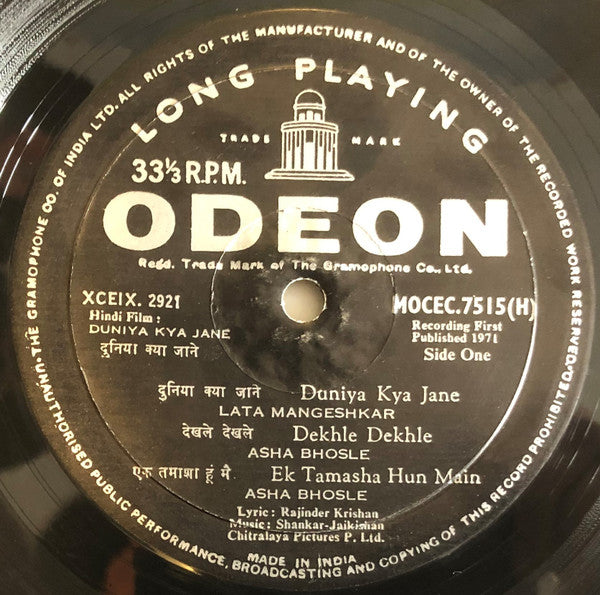 MANUFACTURER AND OF THE OWNER OF THE RECORDED WORK RESERVED. UNAUTHORISED PUBLIC PERFORMANCE, BROADCASTING AND COPYING OF THIS RECORD PROHIBITED. THE GRAMOPHONE CO. OF INDIA LTD. ALL RIGHTS OF THE
LONG PLAYING
TRADE MARK
33⅓ R.P.M.
ODEON
Regd. Trade Mark of The Gramophone Co., Ltd.
XCEIX. 2921
MOCEC.7515(H)
Hindi Film :
Recording First
DUNIYA KYA JANE
Published 1971
दुनिया क्या जाने
Side One
दुनिया क्या जाने Duniya Kya Jane
LATA MANGESHKAR
देखले देखले Dekhle Dekhle
ASHA BHOSLE
एक तमाशा हूं मै Ek Tamasha Hun Main
ASHA BHOSLE
Lyric : Rajinder Krishan
Music : Shankar-Jaikishan
Chitralaya Pictures P. Ltd.
MADE IN INDIA